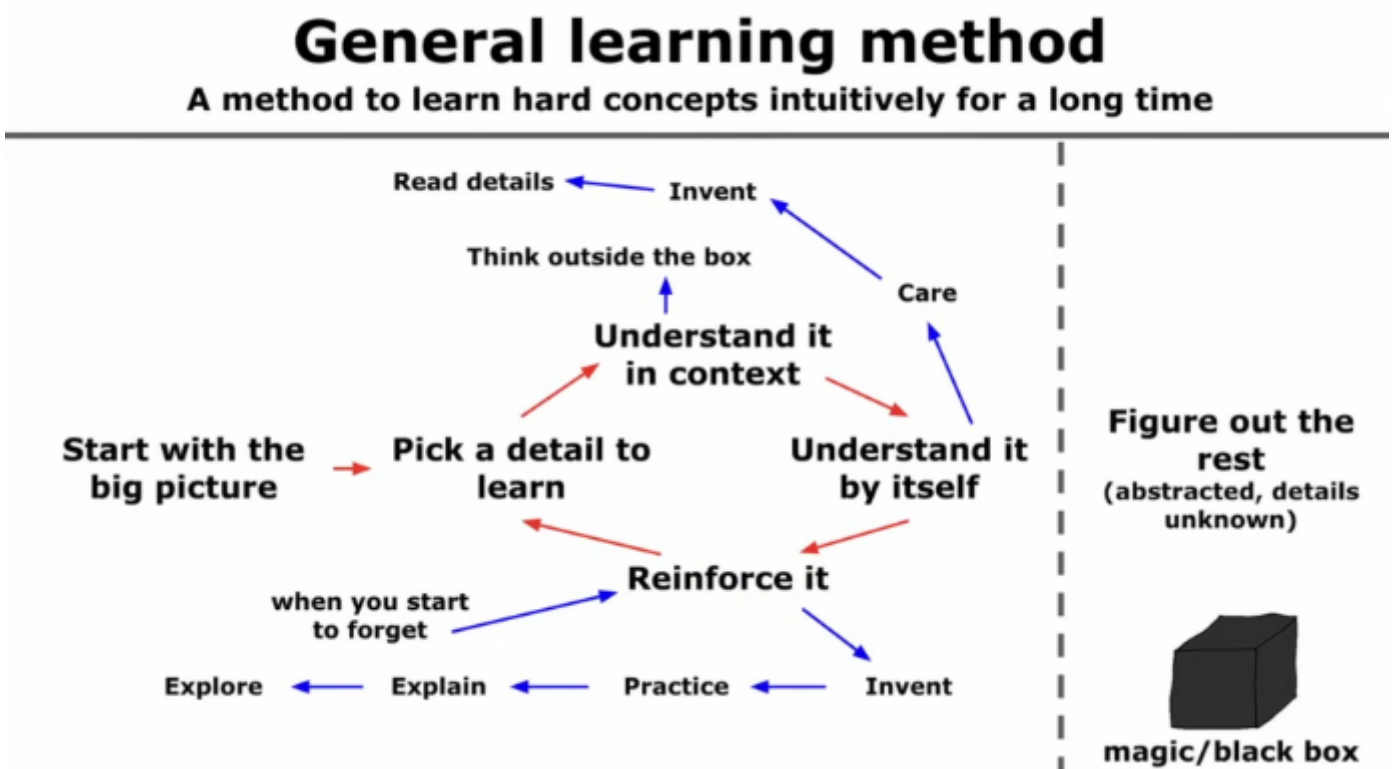 General learning method
A method to learn hard concepts intuitively for a long time
Read details
Invent
Think outside the box
Care
Understand it
in context
Start with the
big picture
Pick a detail to
learn
Understand it
by itself
Reinforce it
when you start
to forget
Explore
Explain
Practice
Invent
Figure out the
rest
(abstracted, details
unknown)
magic/black box